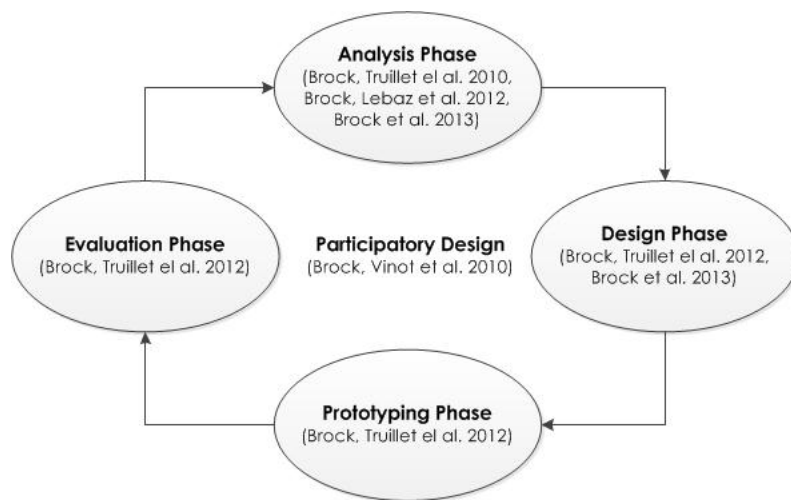 Analysis Phase
(Brock, Truillet el al. 2010,
Brock, Lebaz et al. 2012,
Brock et al. 2013)
Evaluation Phase
(Brock, Truillet el al. 2012)
Participatory Design
(Brock, Vinot et al. 2010)
Design Phase
(Brock, Truillet el al. 2012,
Brock et al. 2013)
Prototyping Phase
(Brock, Truillet el al. 2012)